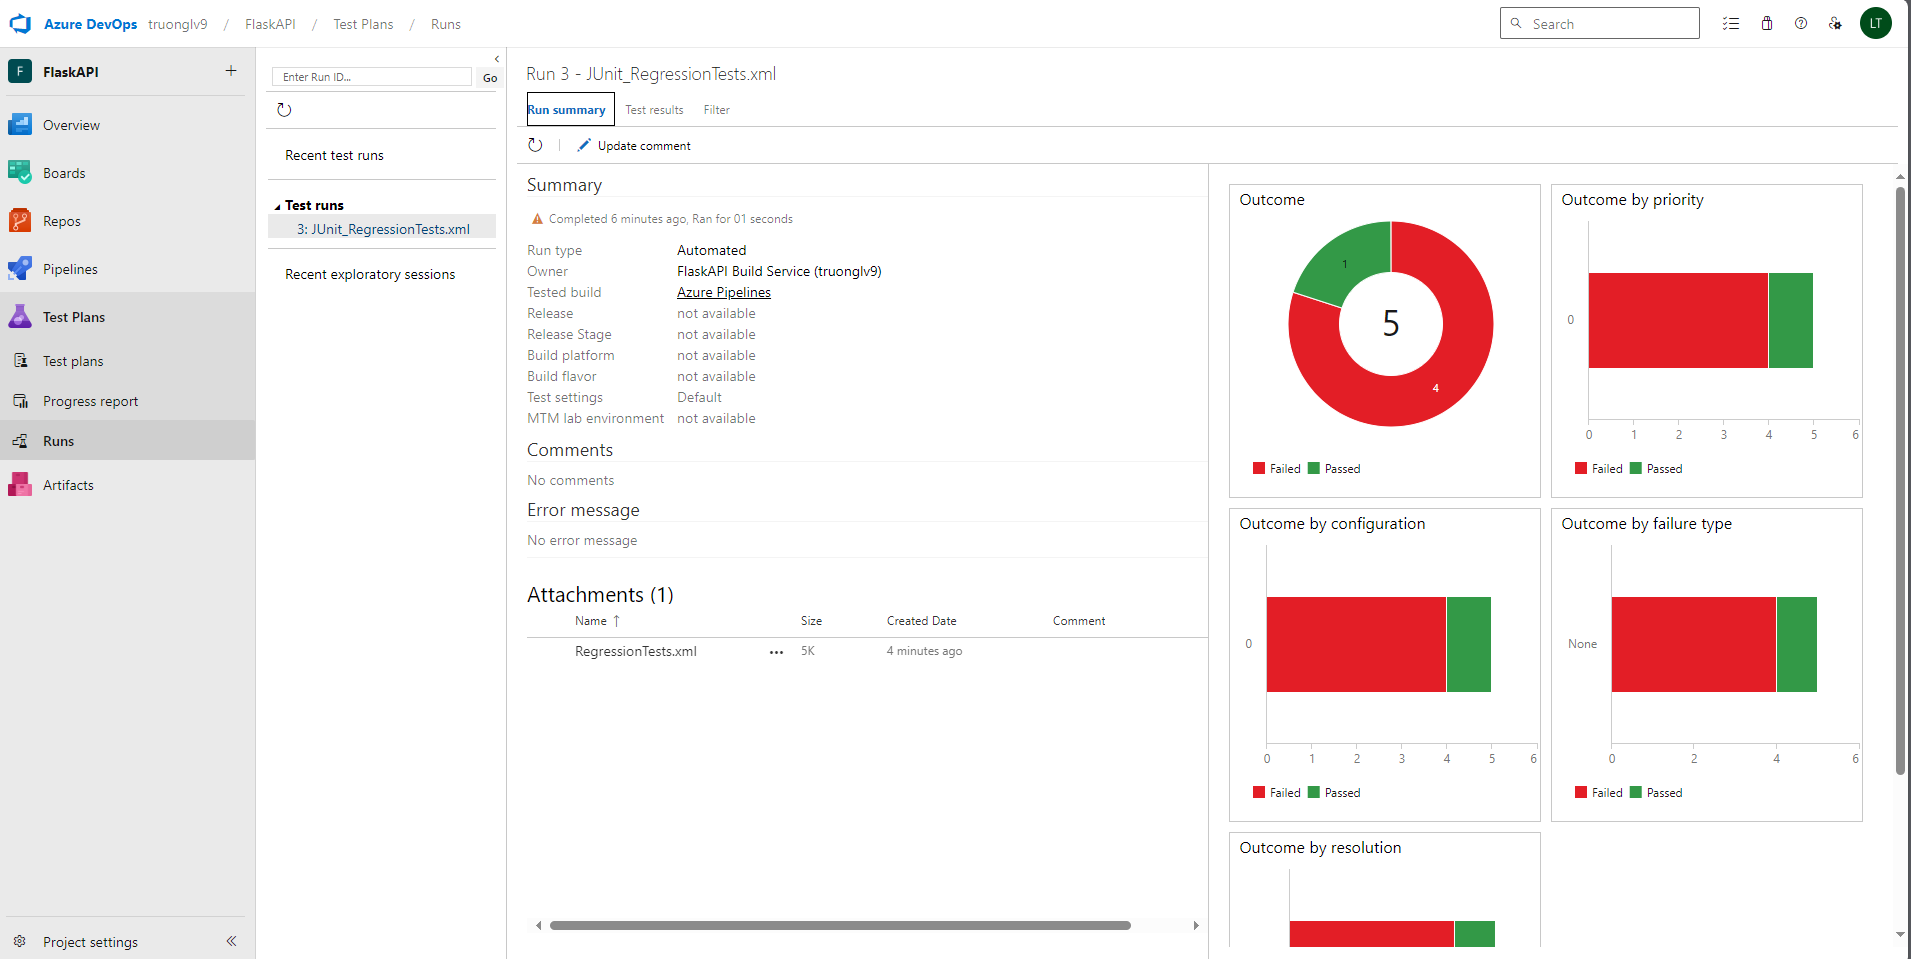 Azure DevOps truonglv9 / FlaskAPI / Test Plans / Runs
Search
LT
F FlaskAPI
Overview
Boards
Repos
Pipelines
Test Plans
Test plans
Progress report
Runs
Artifacts
Project settings
Enter Run ID...
Go
Recent test runs
Test runs
3: JUnit_RegressionTests.xml
Recent exploratory sessions
Run 3 - JUnit_RegressionTests.xml
Run summary Test results Filter
Update comment
Summary
Completed 6 minutes ago, Ran for 01 seconds
Run type Automated
Owner FlaskAPI Build Service (truonglv9)
Tested build Azure Pipelines
Release not available
Release Stage not available
Build platform not available
Build flavor not available
Test settings Default
MTM lab environment not available
Comments
No comments
Error message
No error message
Attachments (1)
Name ↑ Size Created Date Comment
RegressionTests.xml ... 5K 4 minutes ago
Outcome
1
5
4
Failed Passed
Outcome by priority
0
0 1 2 3 4 5 6
Failed Passed
Outcome by configuration
0
0 1 2 3 4 5 6
Failed Passed
Outcome by failure type
None
0 2 4 6
Failed Passed
Outcome by resolution